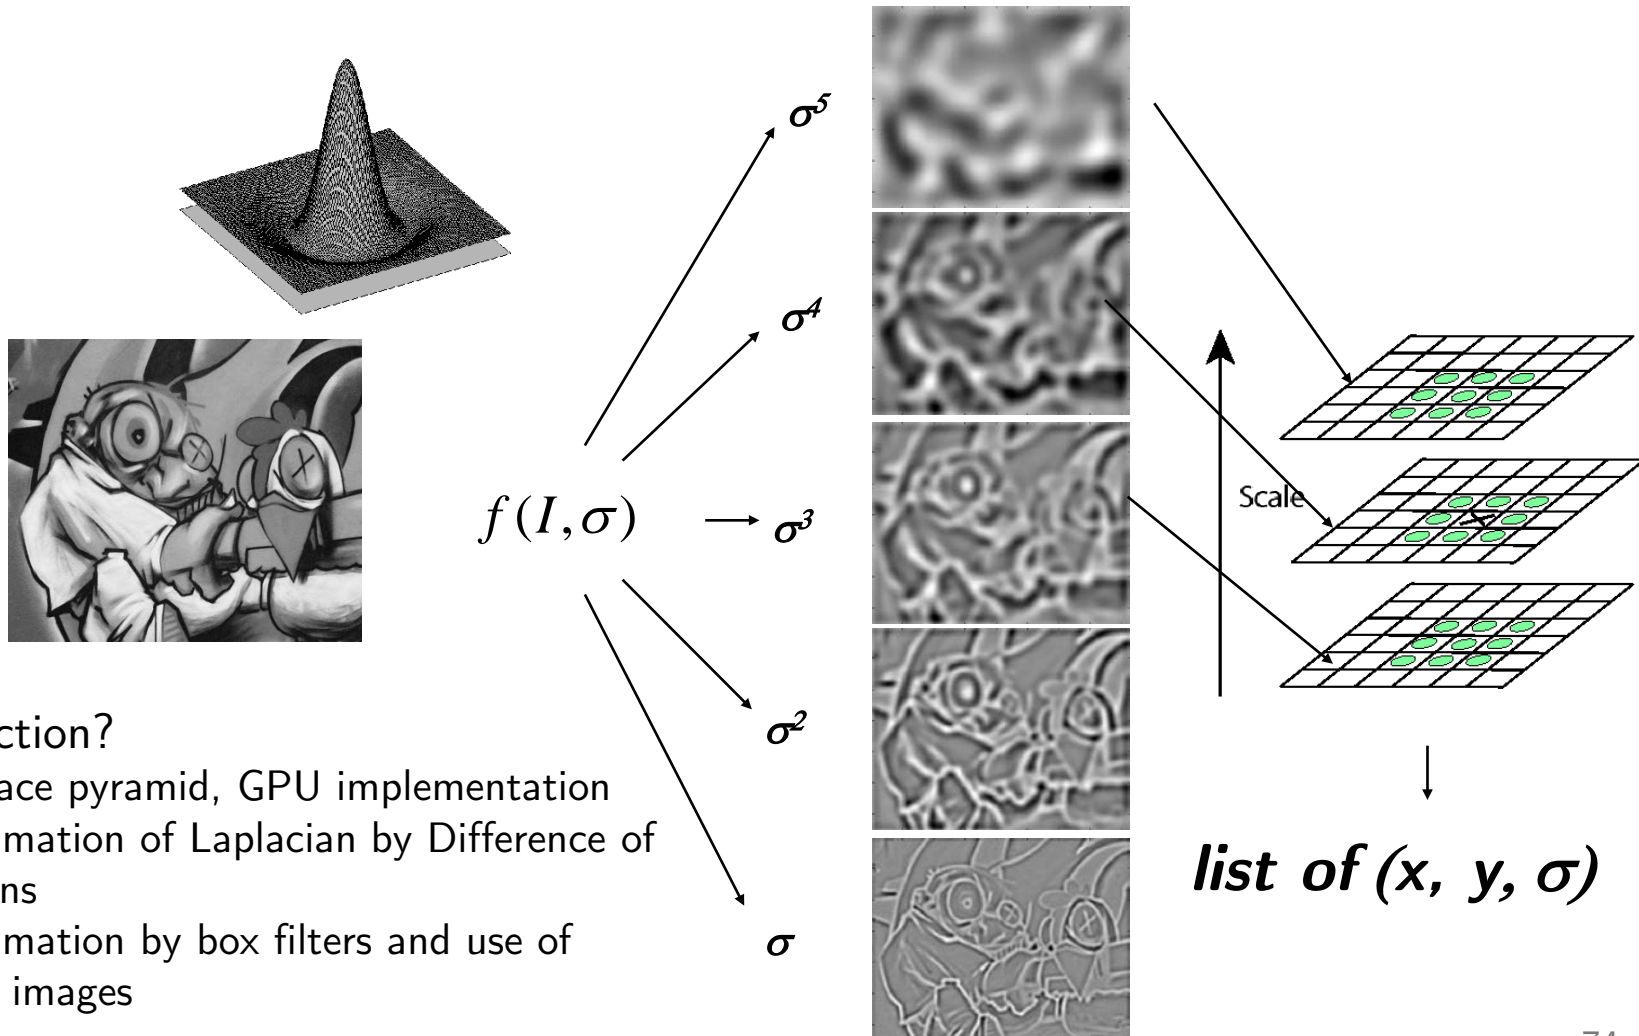 σ⁵
σ⁴
f(I,σ)
σ³
σ²
σ
Scale
list of (x, y, σ)
ction?
ace pyramid, GPU implementation
mation of Laplacian by Difference of
ns
mation by box filters and use of
images